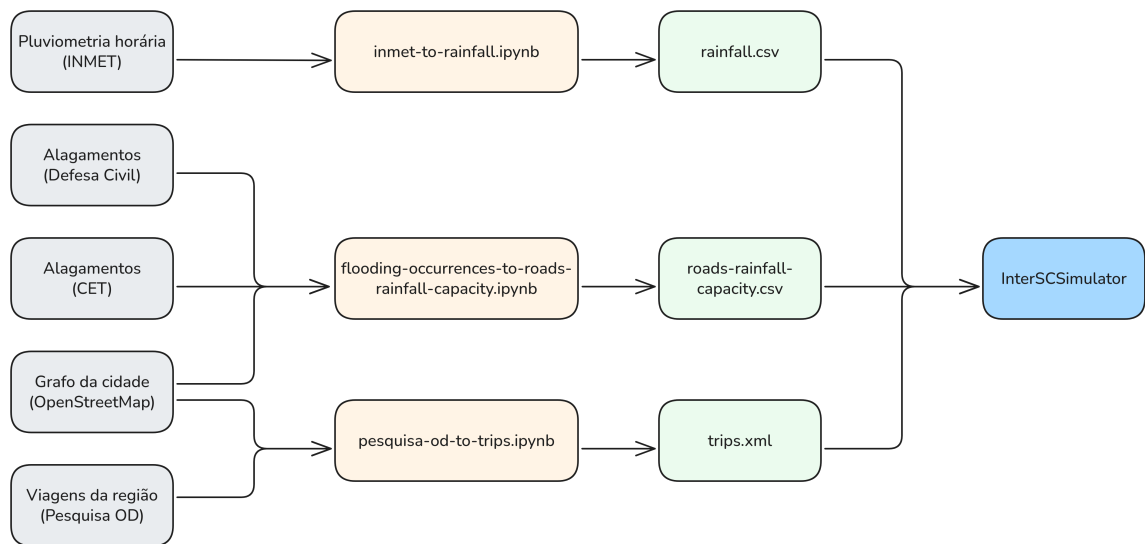 Pluviometria horária
(INMET)
inmet-to-rainfall.ipynb
rainfall.csv
Alagamentos
(Defesa Civil)
Alagamentos
(CET)
flooding-occurrences-to-roads-
rainfall-capacity.ipynb
roads-rainfall-
capacity.csv
InterSCSimulator
Grafo da cidade
(OpenStreetMap)
pesquisa-od-to-trips.ipynb
trips.xml
Viagens da região
(Pesquisa OD)